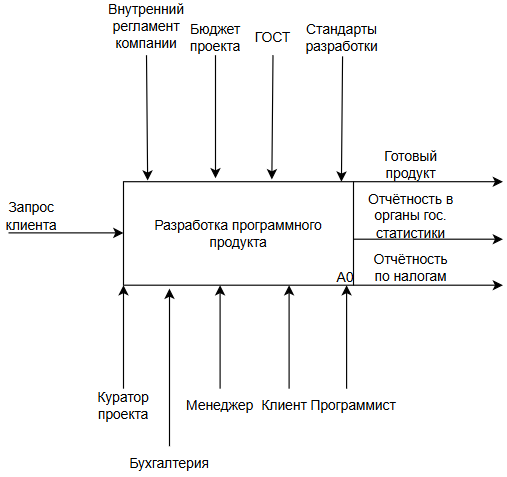 Внутренний
регламент
компании
Бюджет
проекта
ГОСТ
Стандарты
разработки
Готовый
продукт
Запрос
клиента
Разработка программного
продукта
Отчётность в
органы гос.
статистики
Отчётность
по налогам
A0
Куратор
проекта
Менеджер
Клиент
Программист
Бухгалтерия